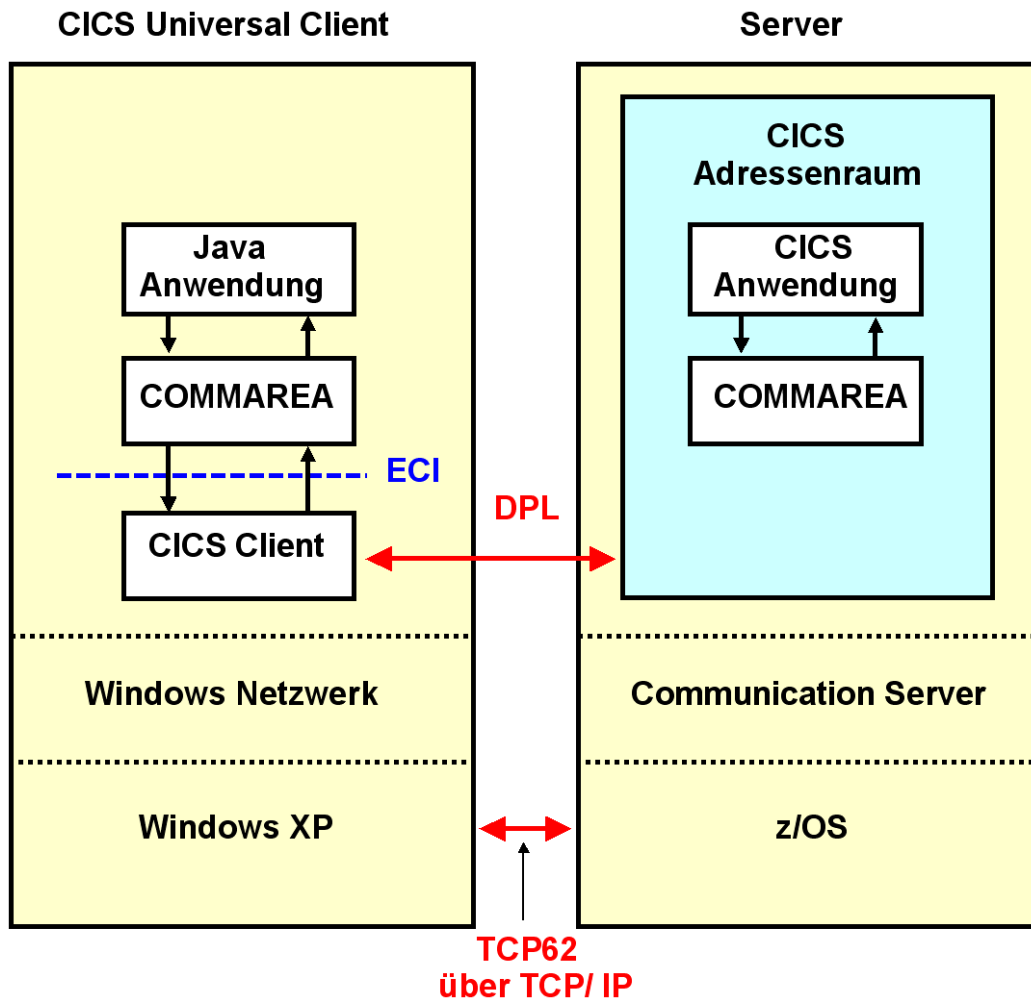 CICS Universal Client
Server
CICS
Adressenraum
Java
Anwendung
CICS
Anwendung
COMMAREA
COMMAREA
ECI
DPL
CICS Client
Windows Netzwerk
Communication Server
Windows XP
z/OS
TCP62
über TCP/ IP